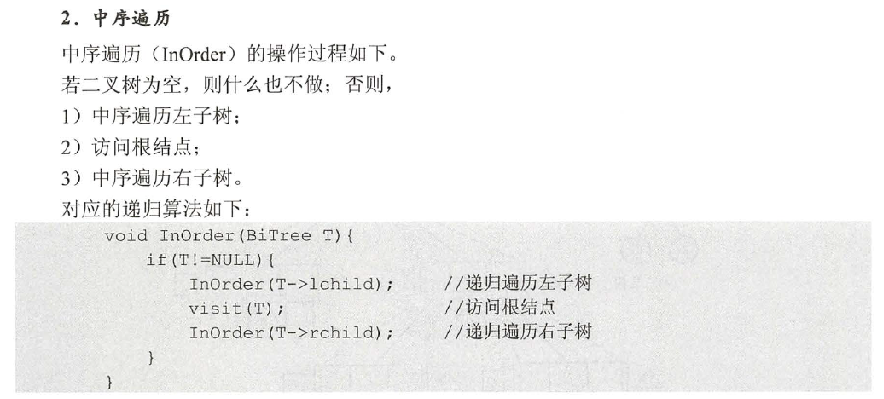 2．中序遍历
中序遍历（InOrder）的操作过程如下。
若二叉树为空，则什么也不做；否则，
1）中序遍历左子树；
2）访问根结点；
3）中序遍历右子树。
对应的递归算法如下：
void InOrder(BiTree T){
if(T!=NULL){
InOrder(T->lchild); //递归遍历左子树
visit(T); //访问根结点
InOrder(T->rchild); //递归遍历右子树
}
}